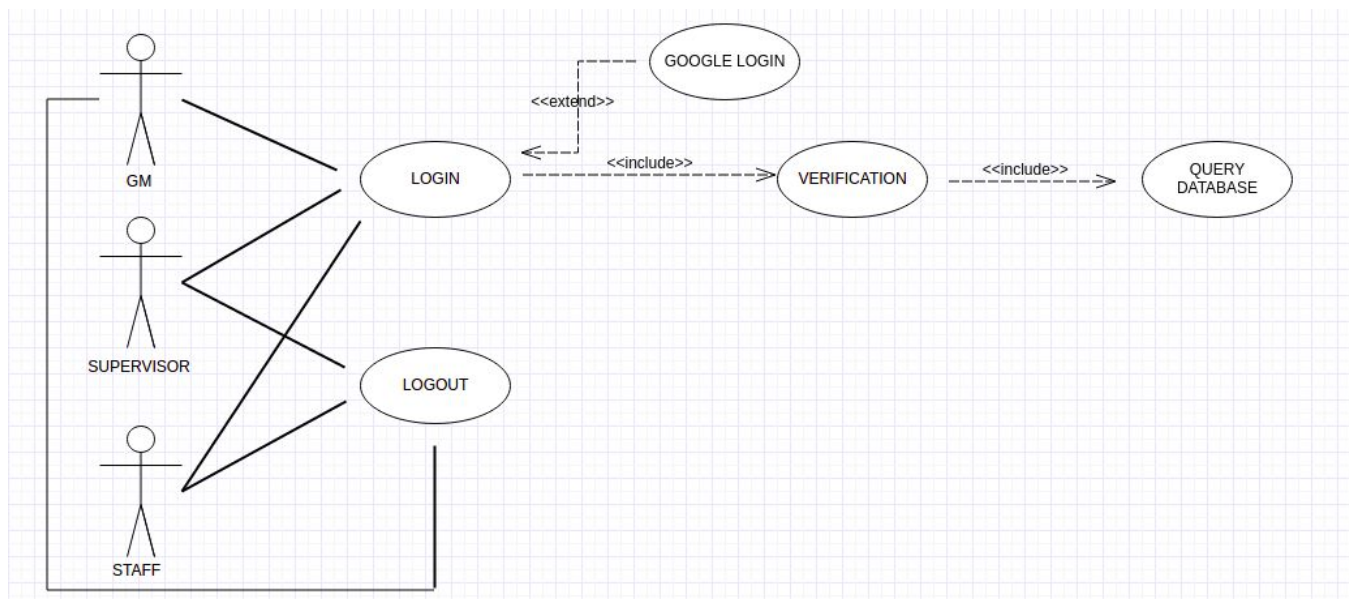 GOOGLE LOGIN
<<extend>>
<<include>>
<<include>>
LOGIN
VERIFICATION
QUERY
DATABASE
GM
SUPERVISOR
LOGOUT
STAFF